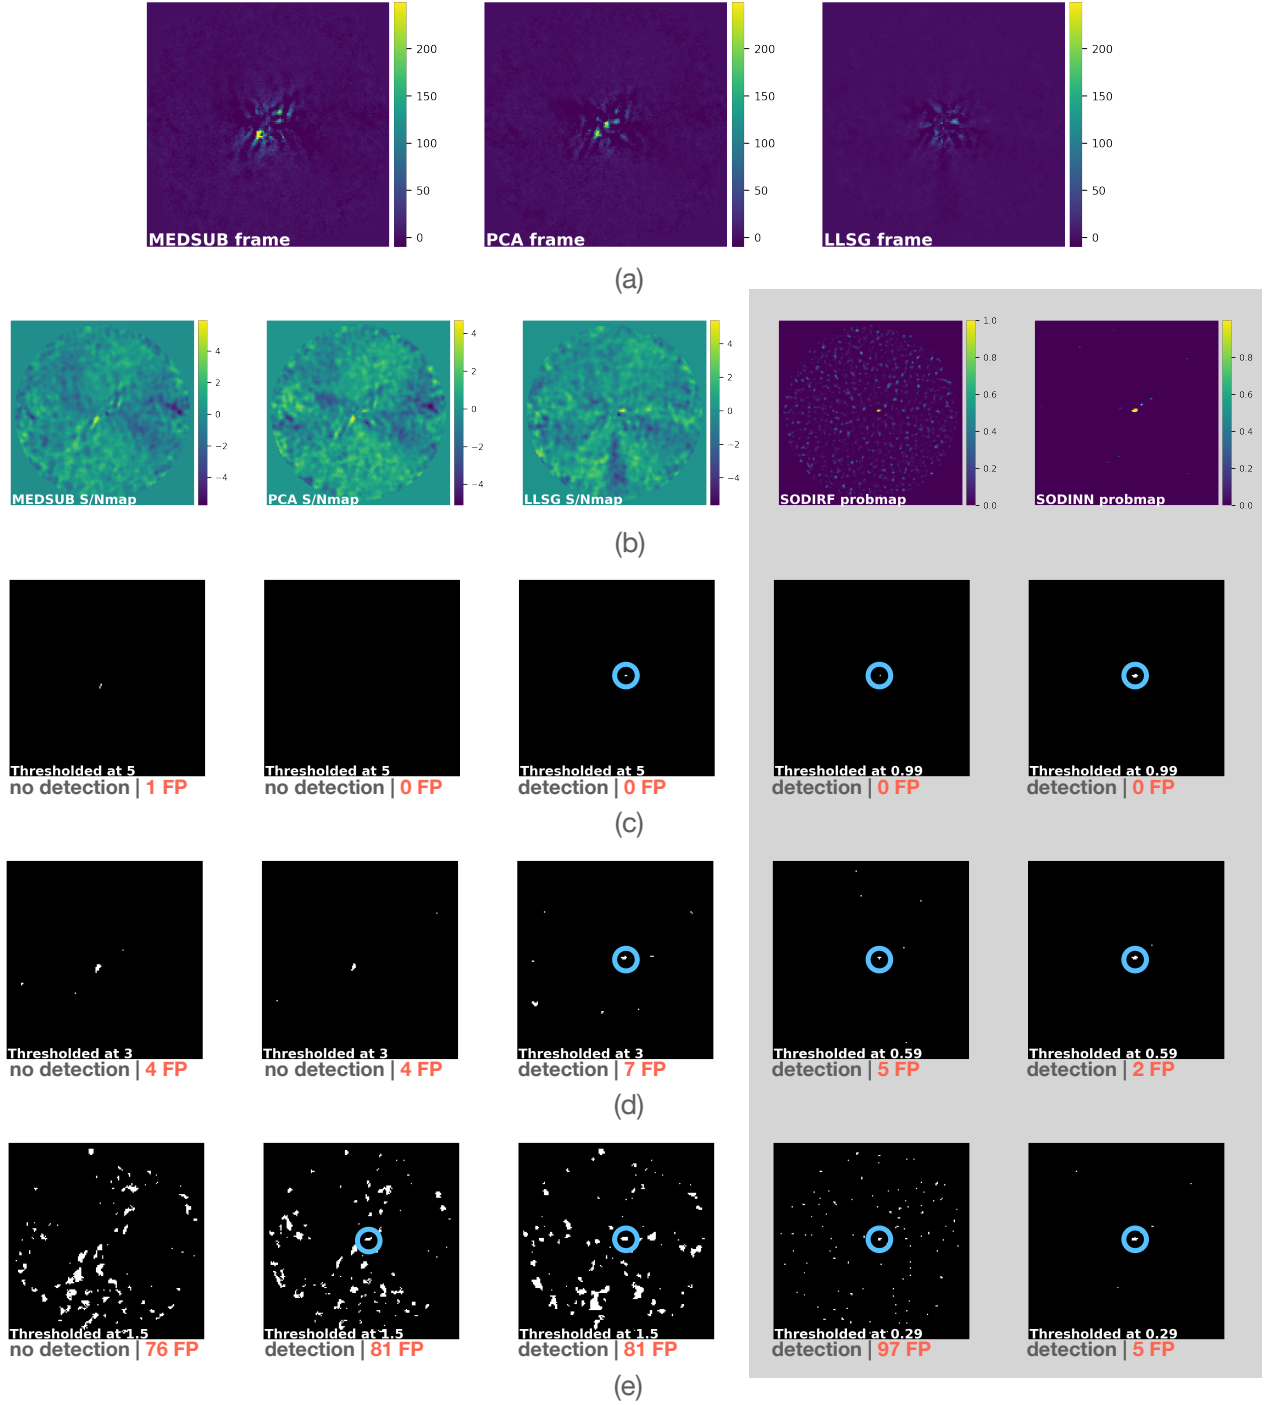 200
150
100
50
0
MEDSUB frame
200
150
100
50
0
PCA frame
200
150
100
50
0
LLSG frame
(a)
4
2
0
−2
−4
MEDSUB S/Nmap
4
2
0
−2
−4
PCA S/Nmap
4
2
0
−2
−4
LLSG S/Nmap
1.0
0.8
0.6
0.4
0.2
0.0
SODIRF probmap
0.8
0.6
0.4
0.2
0.0
SODINN probmap
(b)
Thresholded at 5
no detection | 1 FP
Thresholded at 5
no detection | 0 FP
Thresholded at 5
detection | 0 FP
Thresholded at 0.99
detection | 0 FP
Thresholded at 0.99
detection | 0 FP
(c)
Thresholded at 3
no detection | 4 FP
Thresholded at 3
no detection | 4 FP
Thresholded at 3
detection | 7 FP
Thresholded at 0.59
detection | 5 FP
Thresholded at 0.59
detection | 2 FP
(d)
Thresholded at 1.5
no detection | 76 FP
Thresholded at 1.5
detection | 81 FP
Thresholded at 1.5
detection | 81 FP
Thresholded at 0.29
detection | 97 FP
Thresholded at 0.29
detection | 5 FP
(e)